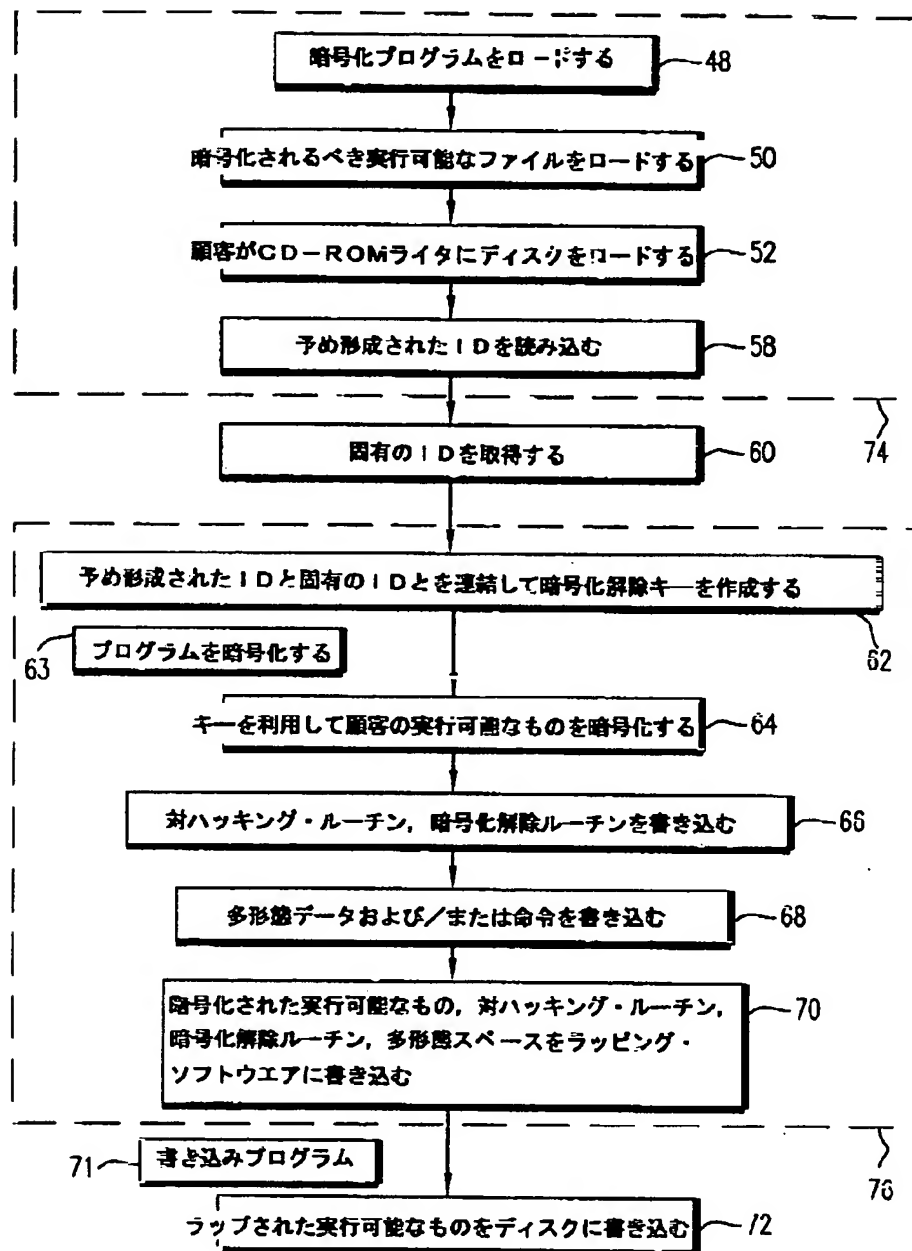 暗号化プログラムをロードする
48
暗号化されるべき実行可能なファイルをロードする
50
顧客がCD-ROMライタにディスクをロードする
52
予め形成されたIDを読み込む
58
74
固有のIDを取得する
60
予め形成されたIDと固有のIDとを連結して暗号化解除キーを作成する
62
63
プログラムを暗号化する
キーを利用して顧客の実行可能なものを暗号化する
64
対ハッキング・ルーチン,暗号化解除ルーチンを書き込む
66
多形態データおよび/または命令を書き込む
68
暗号化された実行可能なもの,対ハッキング・ルーチン,
暗号化解除ルーチン,多形態スペースをラッピング・
ソフトウエアに書き込む
70
71
書き込みプログラム
76
ラップされた実行可能なものをディスクに書き込む
72